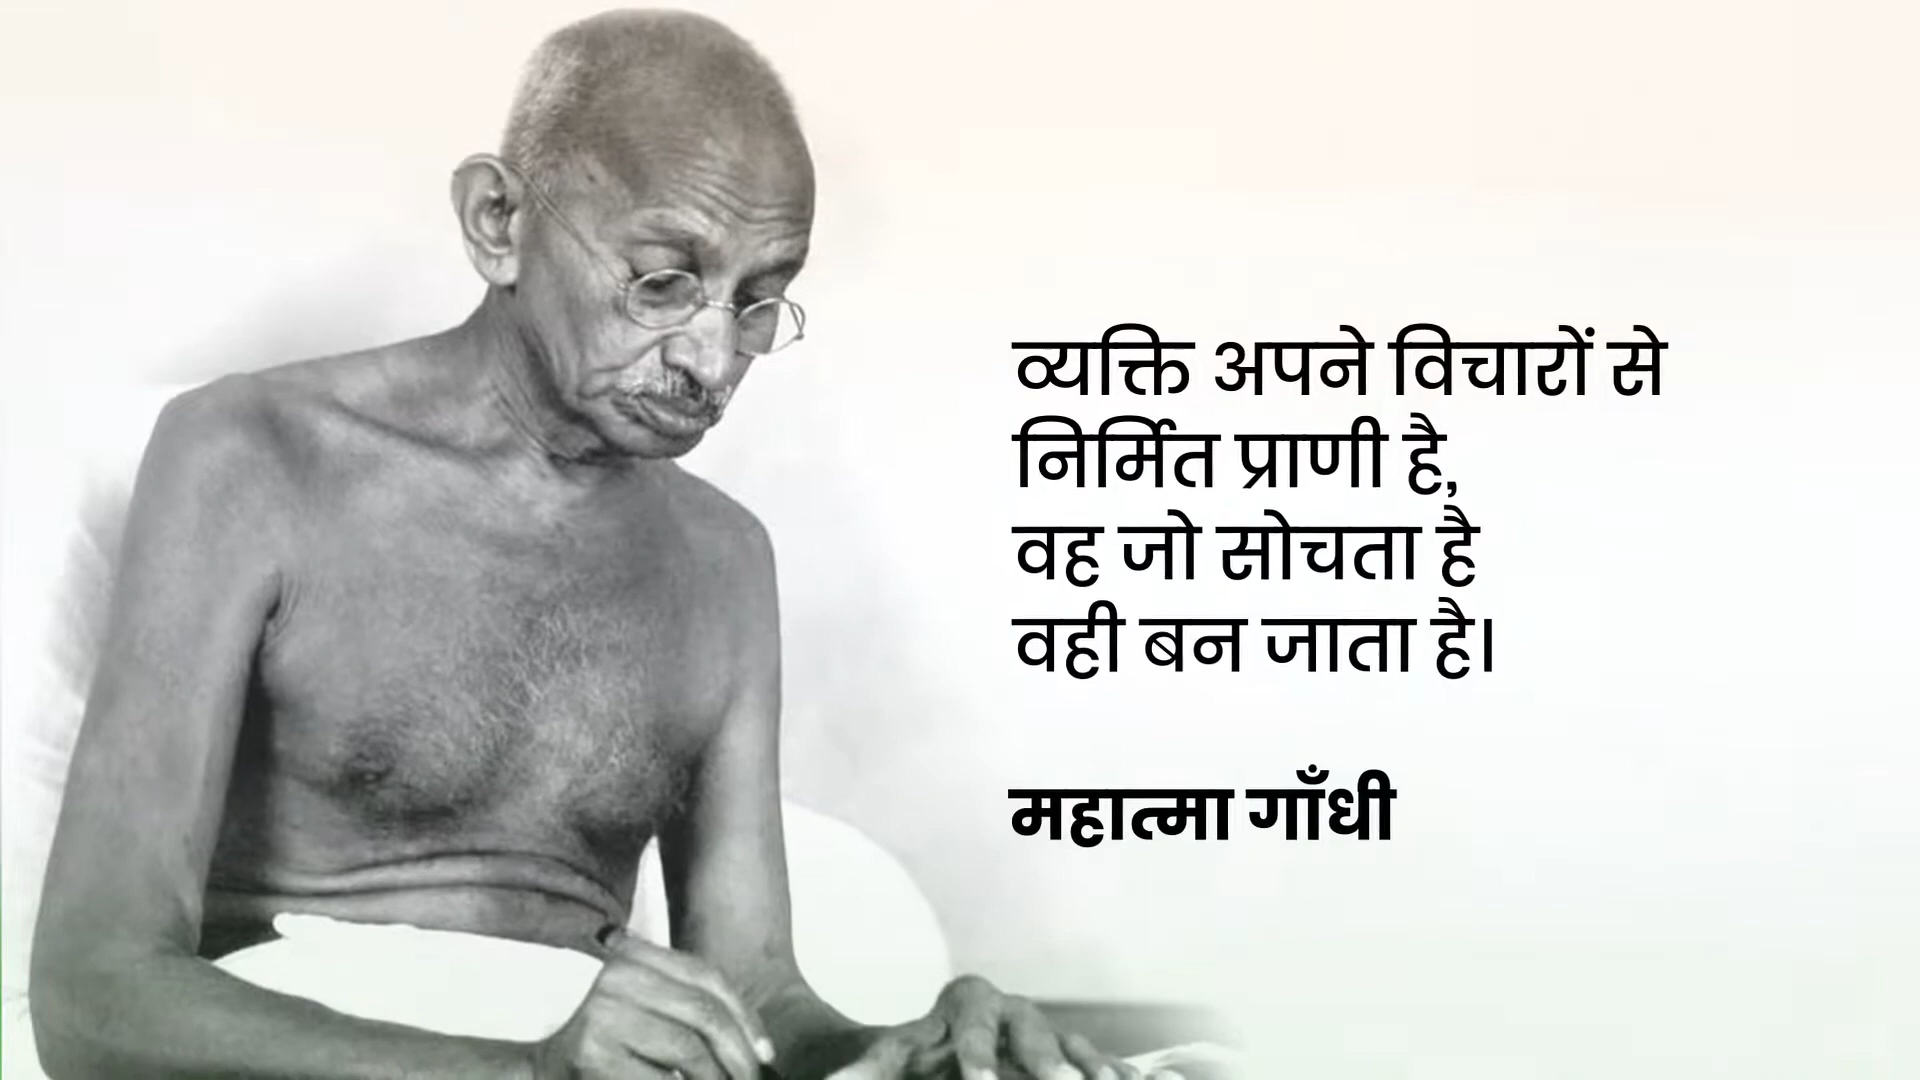 व्यक्ति अपने विचारों से
निर्मित प्राणी है,
वह जो सोचता है
वही बन जाता है।
महात्मा गाँधी